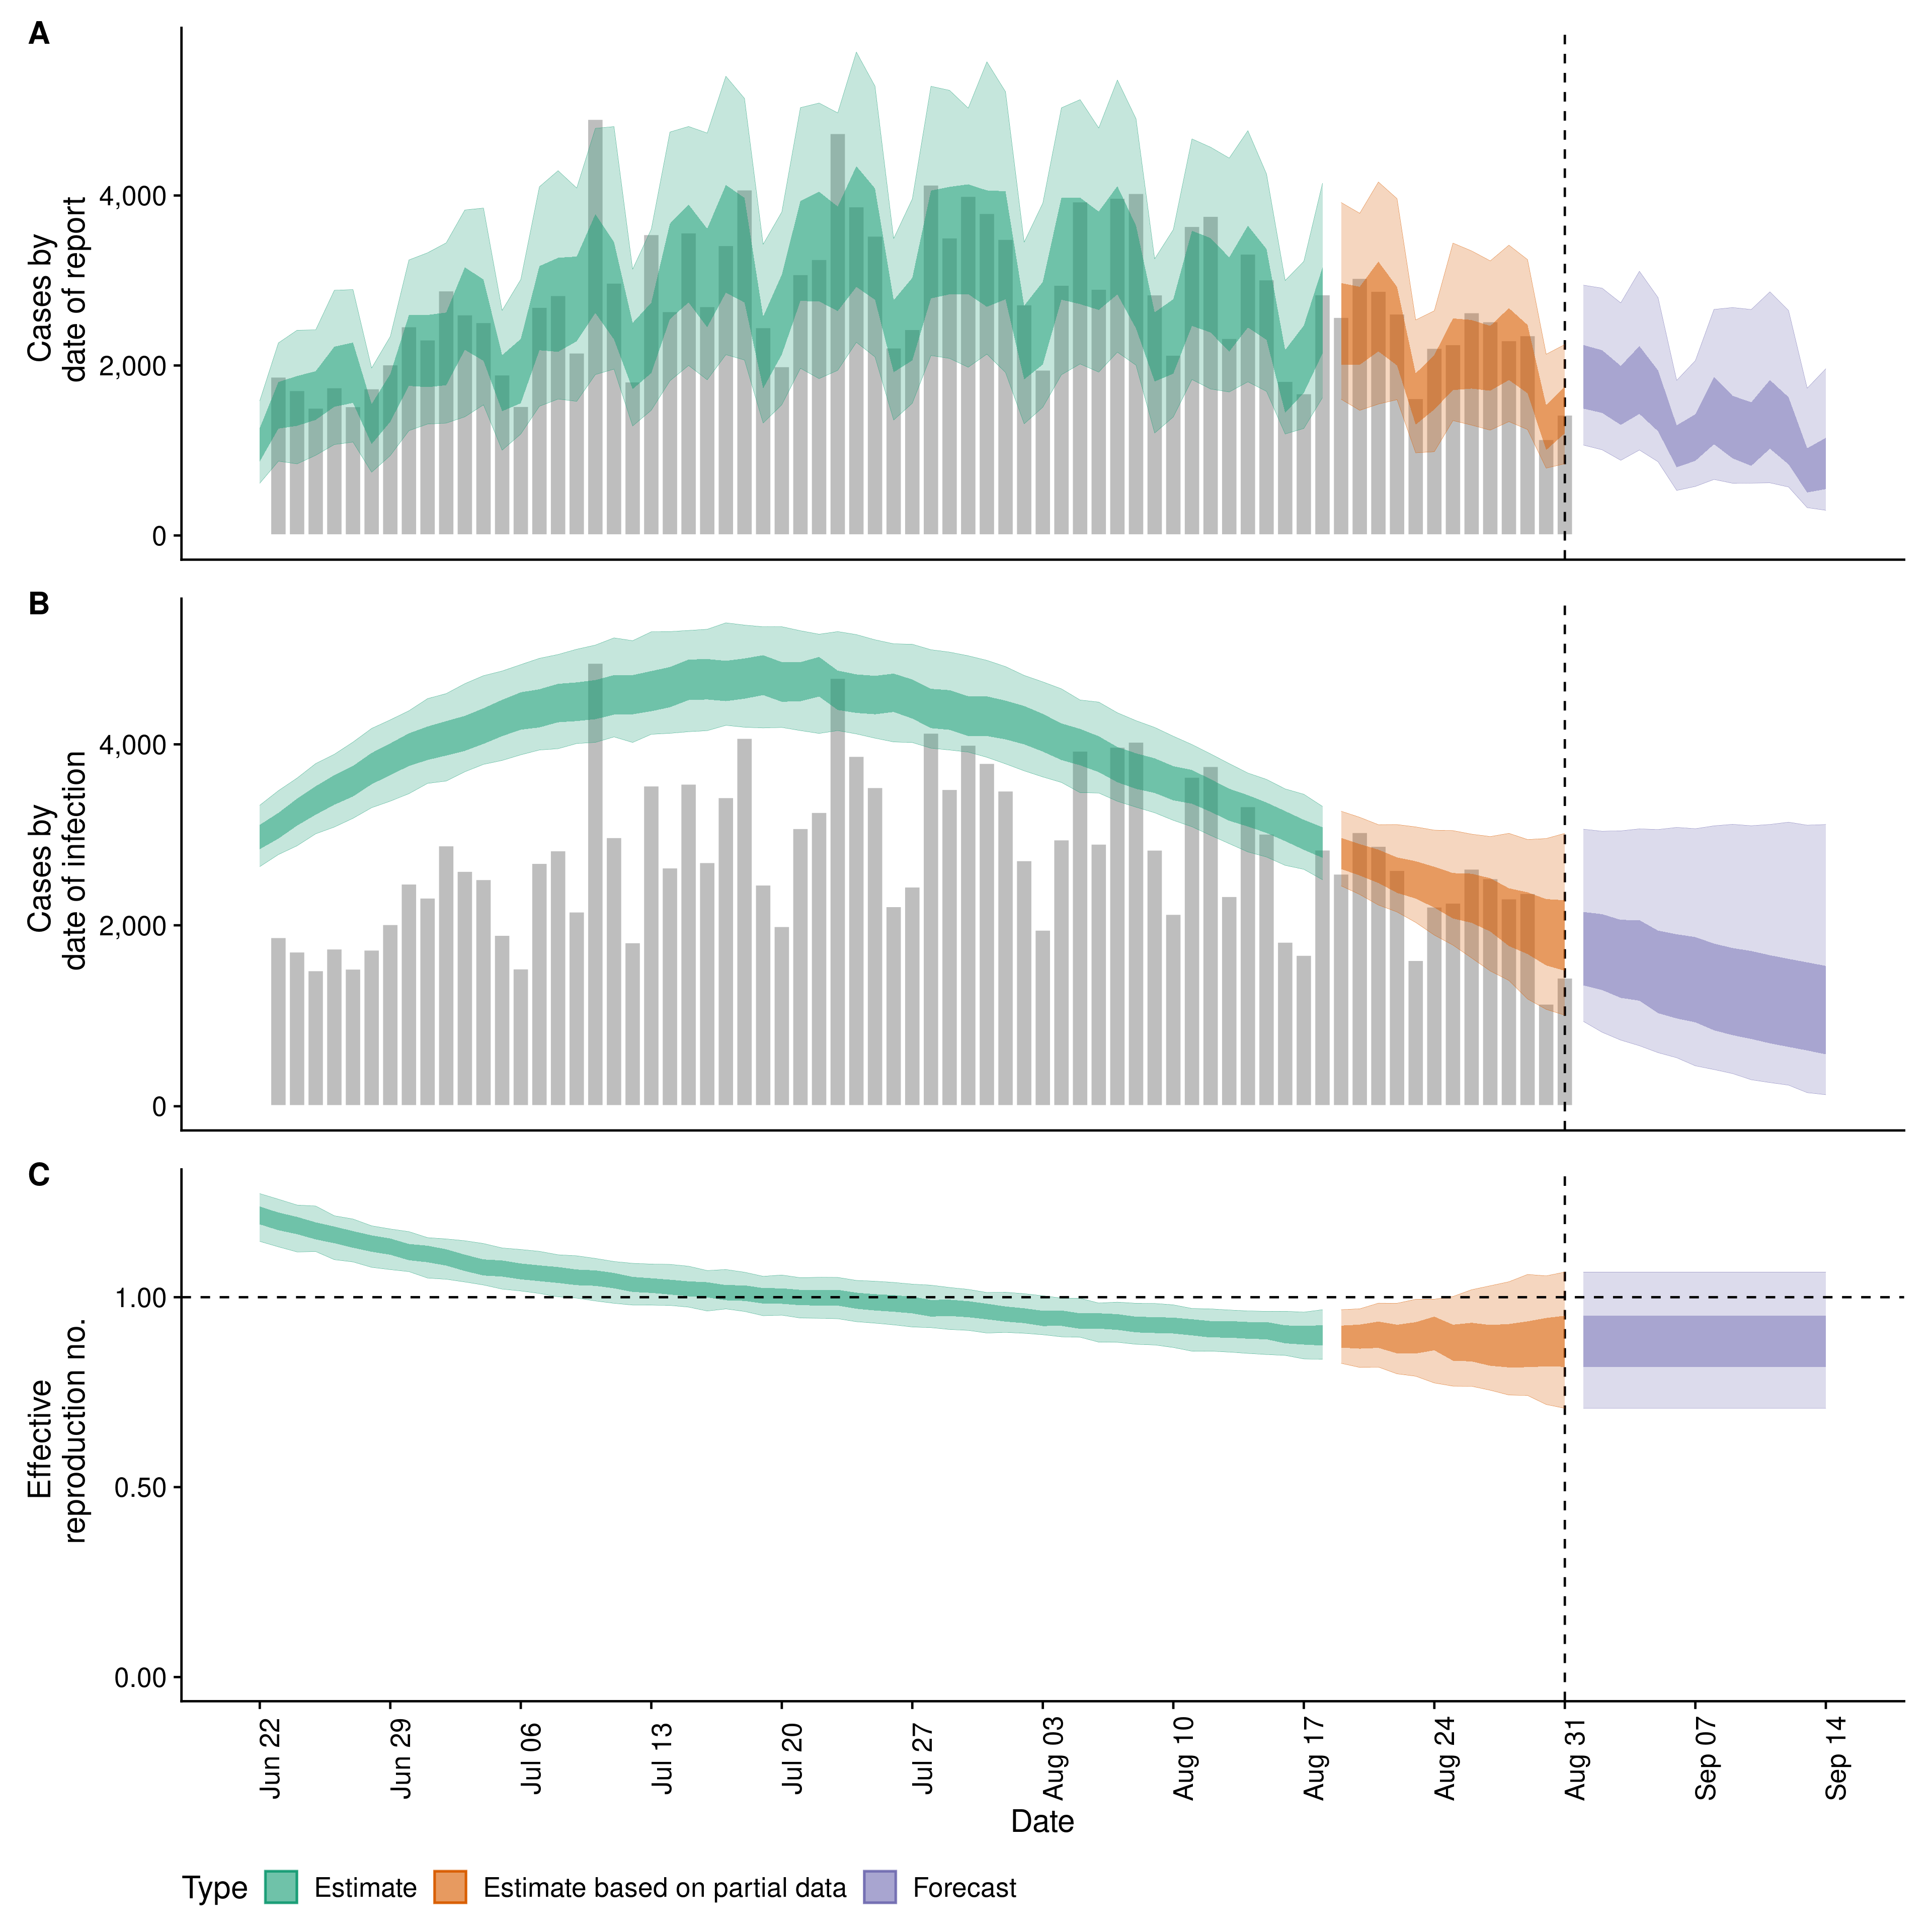 A
Cases by
date of report
4,000
2,000
0
B
Cases by
date of infection
4,000
2,000
0
C
Effective
reproduction no.
1.00
0.50
0.00
Jun 22
Jun 29
Jul 06
Jul 13
Jul 20
Jul 27
Aug 03
Aug 10
Aug 17
Aug 24
Aug 31
Sep 07
Sep 14
Date
Type Estimate Estimate based on partial data Forecast